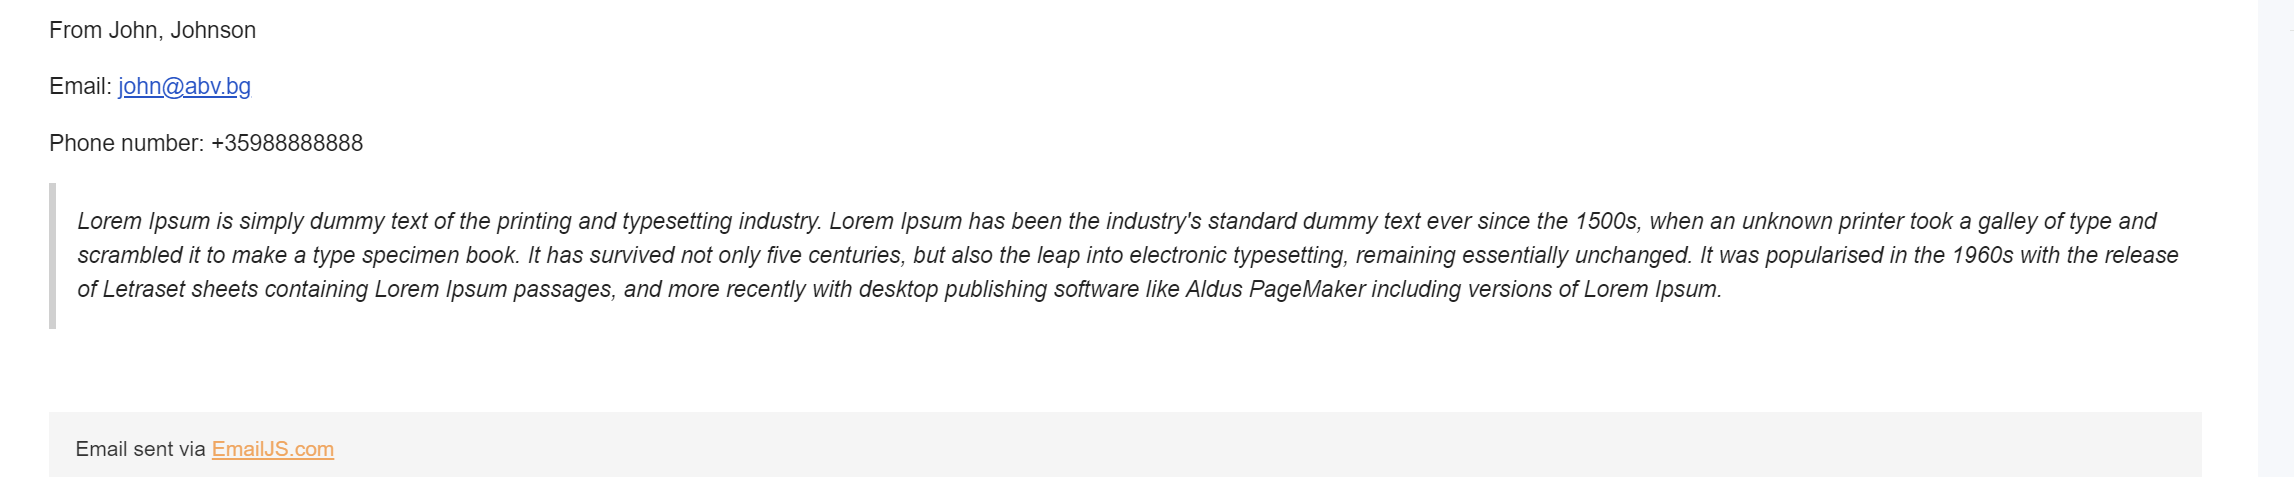 From John, Johnson
Email: john@abv.bg
Phone number: +35988888888
Lorem Ipsum is simply dummy text of the printing and typesetting industry. Lorem Ipsum has been the industry's standard dummy text ever since the 1500s, when an unknown printer took a galley of type and
scrambled it to make a type specimen book. It has survived not only five centuries, but also the leap into electronic typesetting, remaining essentially unchanged. It was popularised in the 1960s with the release
of Letraset sheets containing Lorem Ipsum passages, and more recently with desktop publishing software like Aldus PageMaker including versions of Lorem Ipsum.
Email sent via EmailJS.com